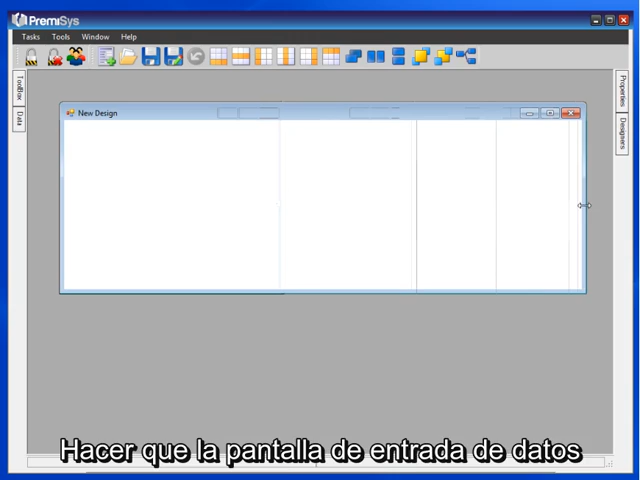 PremiSys
Tasks Tools Window Help
ToolBox
Data
New Design
Properties
Designers
Hacer que la pantalla de entrada de datos